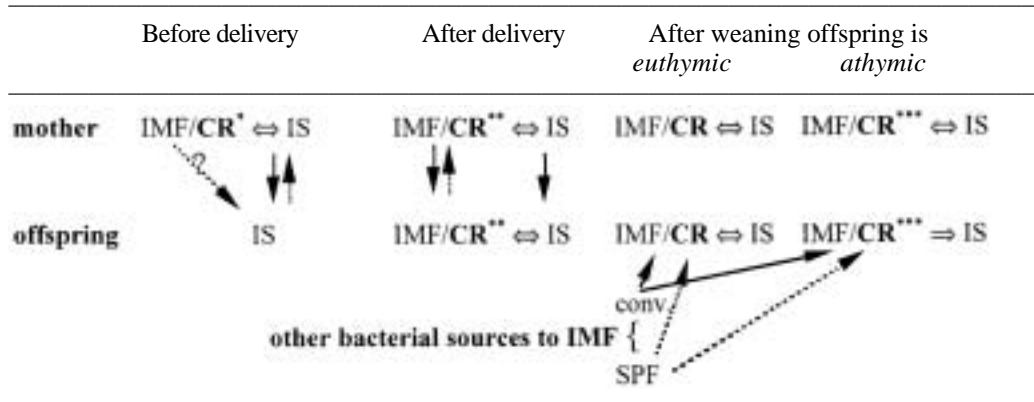 Before delivery After delivery After weaning offspring is
euthymic athymic
mother IMF/CR* ⇔ IS IMF/CR** ⇔ IS IMF/CR ⇔ IS IMF/CR*** ⇔ IS
?
offspring IS IMF/CR** ⇔ IS IMF/CR ⇔ IS IMF/CR*** ⇒ IS
conv.
other bacterial sources to IMF {
SPF